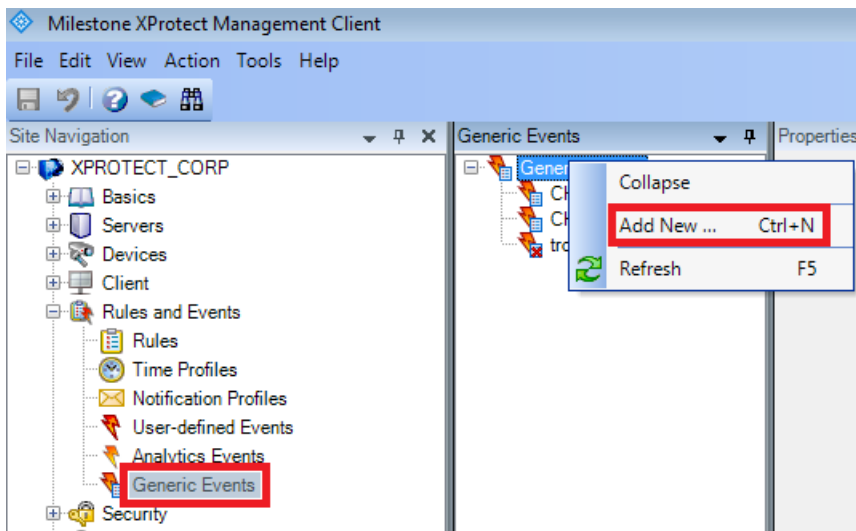 Milestone XProtect Management Client
File Edit View Action Tools Help
Site Navigation
XPROTECT_CORP
Basics
Servers
Devices
Client
Rules and Events
Rules
Time Profiles
Notification Profiles
User-defined Events
Analytics Events
Generic Events
Security
Generic Events
Collapse
Add New ... Ctrl+N
Refresh F5
Properties